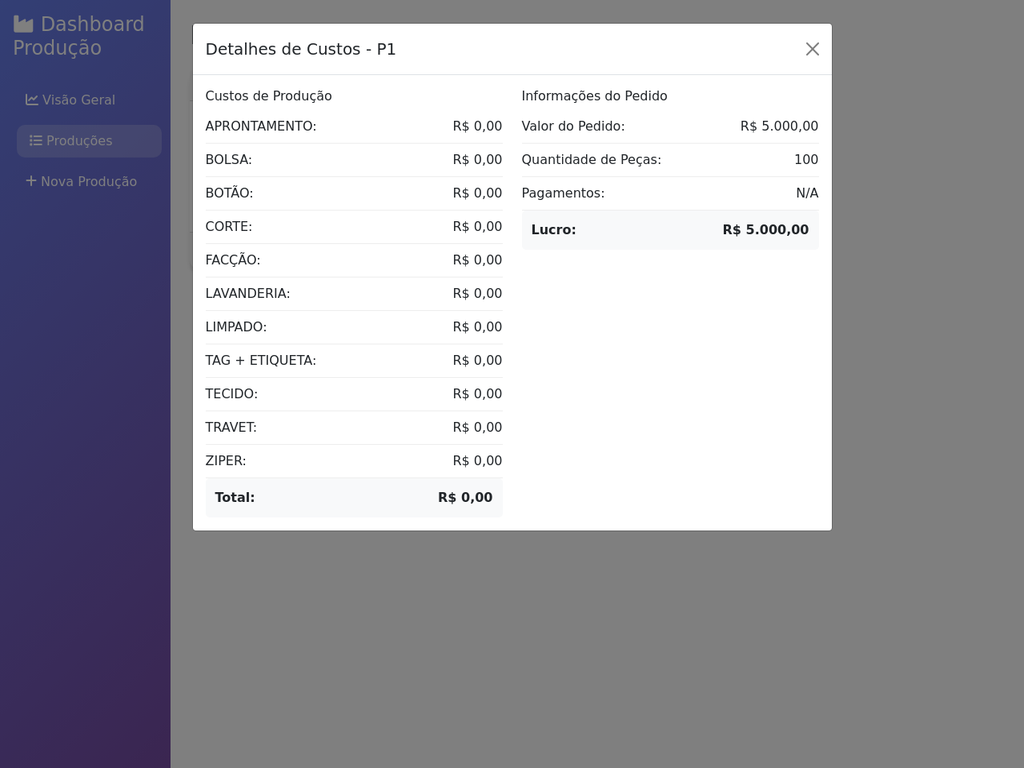 Dashboard
Produção
Visão Geral
Produções
Nova Produção
Detalhes de Custos - P1
Custos de Produção
APRONTAMENTO: R$ 0,00
BOLSA: R$ 0,00
BOTÃO: R$ 0,00
CORTE: R$ 0,00
FACÇÃO: R$ 0,00
LAVANDERIA: R$ 0,00
LIMPADO: R$ 0,00
TAG + ETIQUETA: R$ 0,00
TECIDO: R$ 0,00
TRAVET: R$ 0,00
ZIPER: R$ 0,00
Total: R$ 0,00
Informações do Pedido
Valor do Pedido: R$ 5.000,00
Quantidade de Peças: 100
Pagamentos: N/A
Lucro: R$ 5.000,00